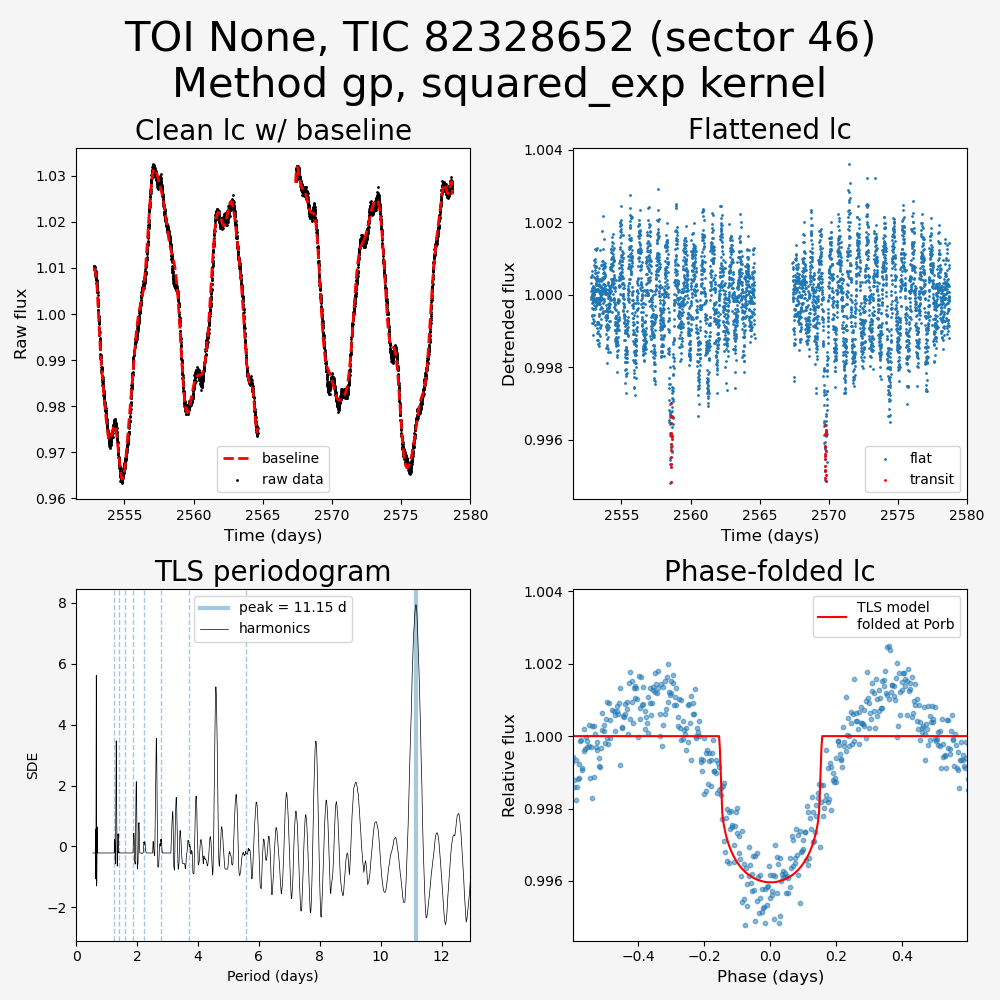 TOI None, TIC 82328652 (sector 46)
Method gp, squared_exp kernel
Clean lc w/ baseline
Raw flux
1.03
1.02
1.01
1.00
0.99
0.98
0.97
0.96
baseline
raw data
2555
2560
2565
2570
2575
2580
Time (days)
Flattened lc
Detrended flux
1.004
1.002
1.000
0.998
0.996
flat
transit
2555
2560
2565
2570
2575
2580
Time (days)
TLS periodogram
SDE
8
6
4
2
0
−2
peak = 11.15 d
harmonics
0
2
4
6
8
10
12
Period (days)
Phase-folded lc
Relative flux
1.004
1.002
1.000
0.998
0.996
TLS model
folded at Porb
−0.4
−0.2
0.0
0.2
0.4
Phase (days)